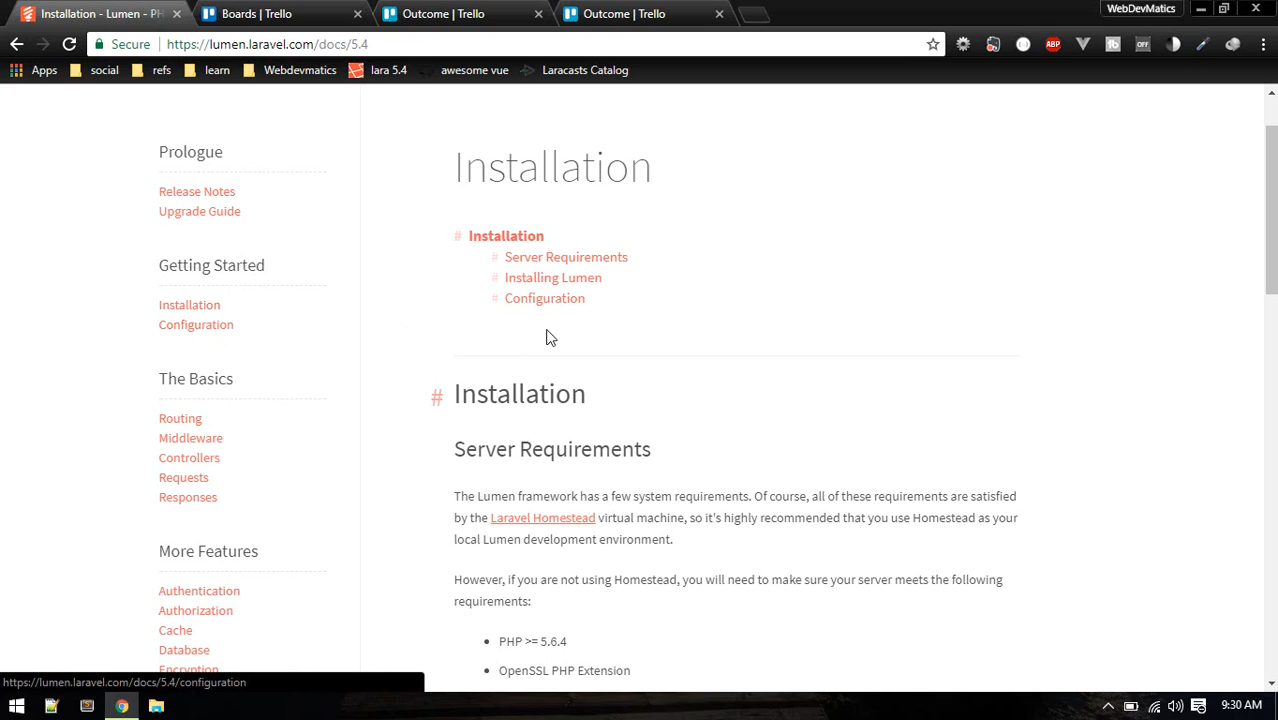 Installation - Lumen - PH
Boards | Trello
Outcome | Trello
Outcome | Trello
WebDevMatics
Secure
https://lumen.laravel.com/docs/5.4
ABP
OFF
Apps
social
refs
learn
Webdevmatics
lara 5.4
awesome vue
Laracasts Catalog
Prologue
Release Notes
Upgrade Guide
Getting Started
Installation
Configuration
The Basics
Routing
Middleware
Controllers
Requests
Responses
More Features
Authentication
Authorization
Cache
Database
Encryption
Installation
# Installation
# Server Requirements
# Installing Lumen
# Configuration
# Installation
Server Requirements
The Lumen framework has a few system requirements. Of course, all of these requirements are satisfied
by the Laravel Homestead virtual machine, so it's highly recommended that you use Homestead as your
local Lumen development environment.
However, if you are not using Homestead, you will need to make sure your server meets the following
requirements:
PHP >= 5.6.4
OpenSSL PHP Extension
https://lumen.laravel.com/docs/5.4/configuration
9:30 AM